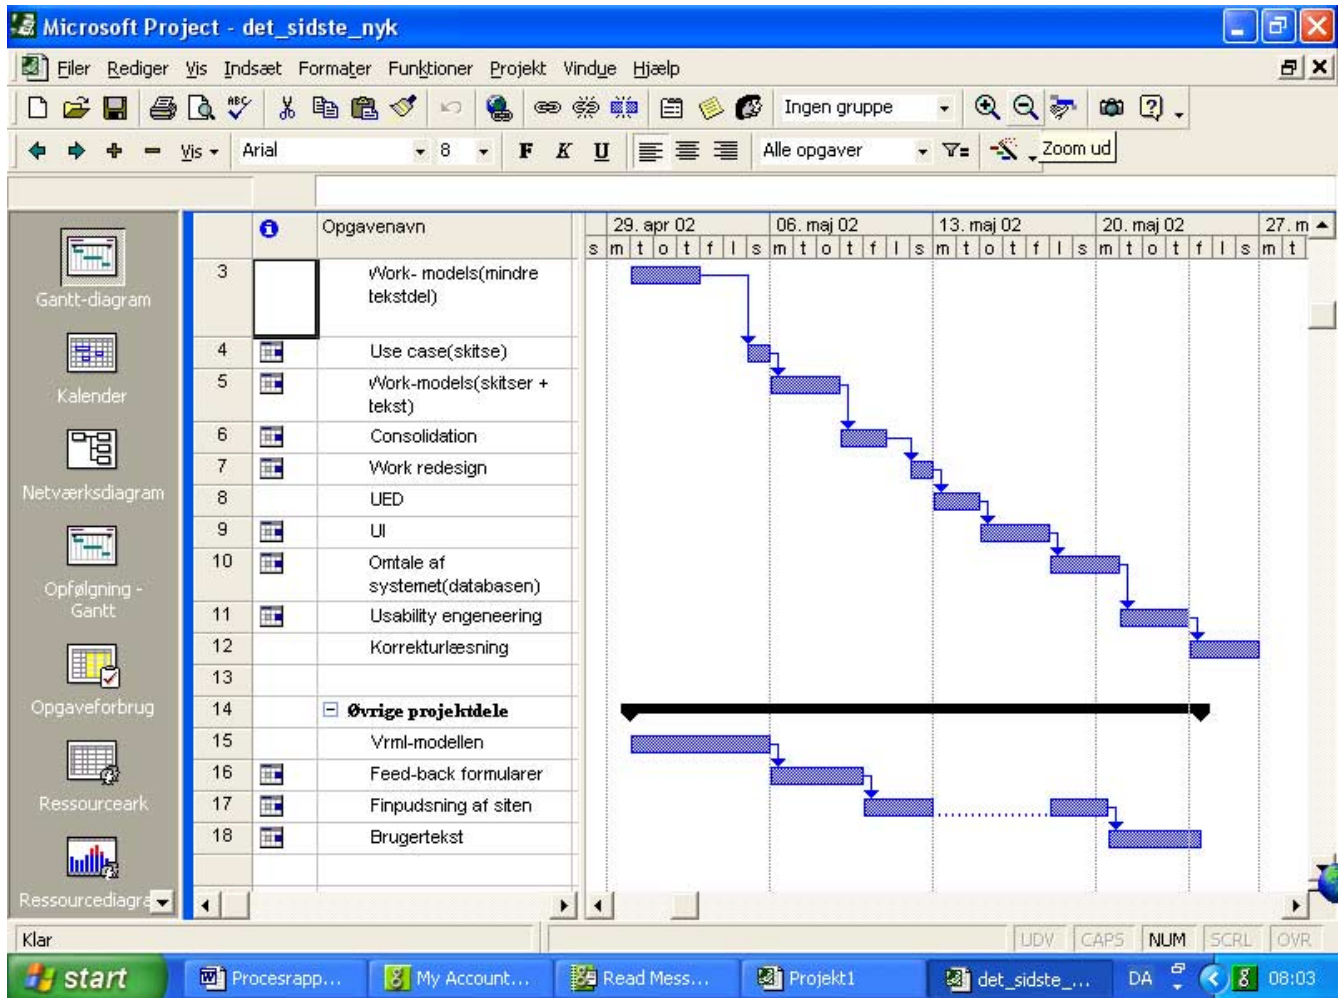 Microsoft Project - det_sidste_nyk
Filer Rediger Vis Indsæt Formater Funktioner Projekt Vindue Hjælp
Ingen gruppe
Vis Arial 8 F K U Alle opgaver Zoom ud
Opgavenavn 29. apr 02 06. maj 02 13. maj 02 20. maj 02 27. m
s m t o t f l s m t o t f l s m t o t f l s m t o t f l s m t
3 Work- models(mindre
tekstdel)
4 Use case(skitse)
5 Work-models(skitser +
tekst)
6 Consolidation
7 Work redesign
8 UED
9 UI
10 Omtale af
systemet(databasen)
11 Usability engeneering
12 Korrekturlæsning
13
14 Øvrige projektdele
15 Vrml-modellen
16 Feed-back formularer
17 Finpudsning af siten
18 Brugertekst
Gantt-diagram
Kalender
Netværksdiagram
Opfølgning -
Gantt
Opgaveforbrug
Ressourceark
Ressourcediagra
Klar UDV CAPS NUM SCRL OVR
start Procesrapp... My Account... Read Mess... Projekt1 det_sidste_... DA 08:03